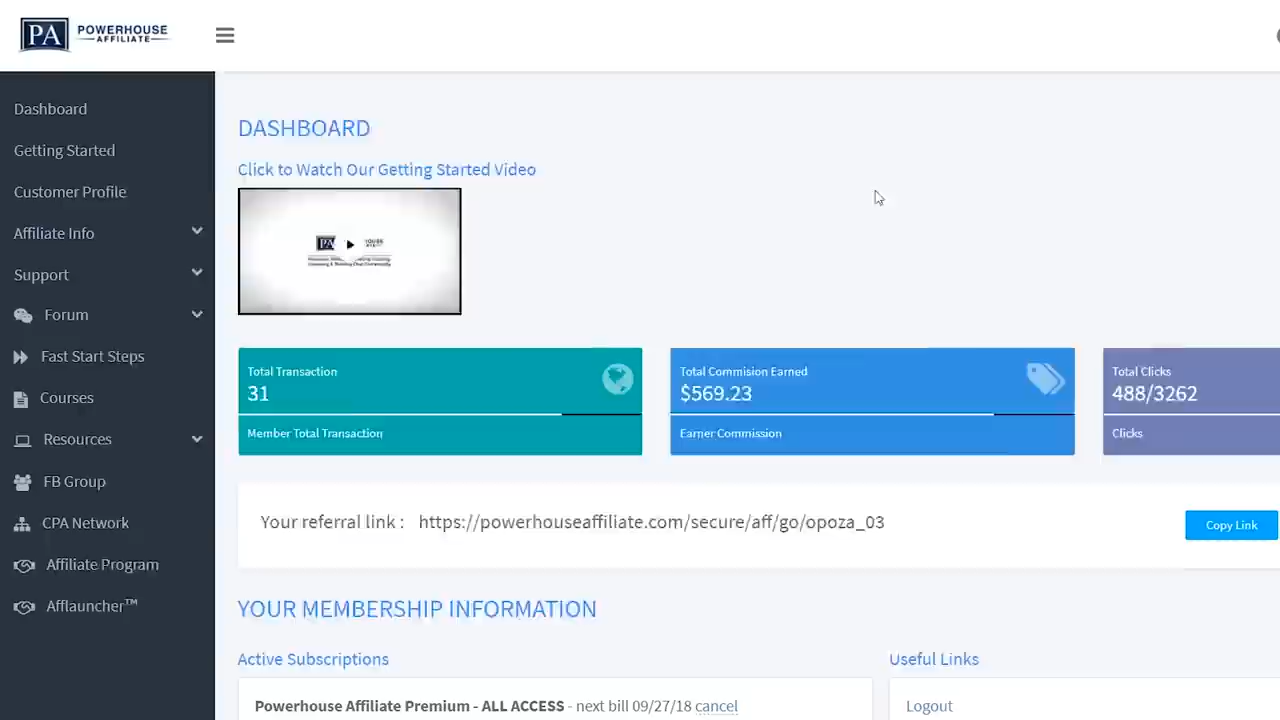 PA POWERHOUSE
AFFILIATE
Dashboard
Getting Started
Customer Profile
Affiliate Info
Support
Forum
Fast Start Steps
Courses
Resources
FB Group
CPA Network
Affiliate Program
Afflauncher™
DASHBOARD
Click to Watch Our Getting Started Video
PA
Total Transaction
31
Member Total Transaction
Total Commision Earned
$569.23
Earner Commission
Total Clicks
488/3262
Clicks
Your referral link : https://powerhouseaffiliate.com/secure/aff/go/opoza_03
Copy Link
YOUR MEMBERSHIP INFORMATION
Active Subscriptions
Powerhouse Affiliate Premium - ALL ACCESS - next bill 09/27/18 cancel
Useful Links
Logout